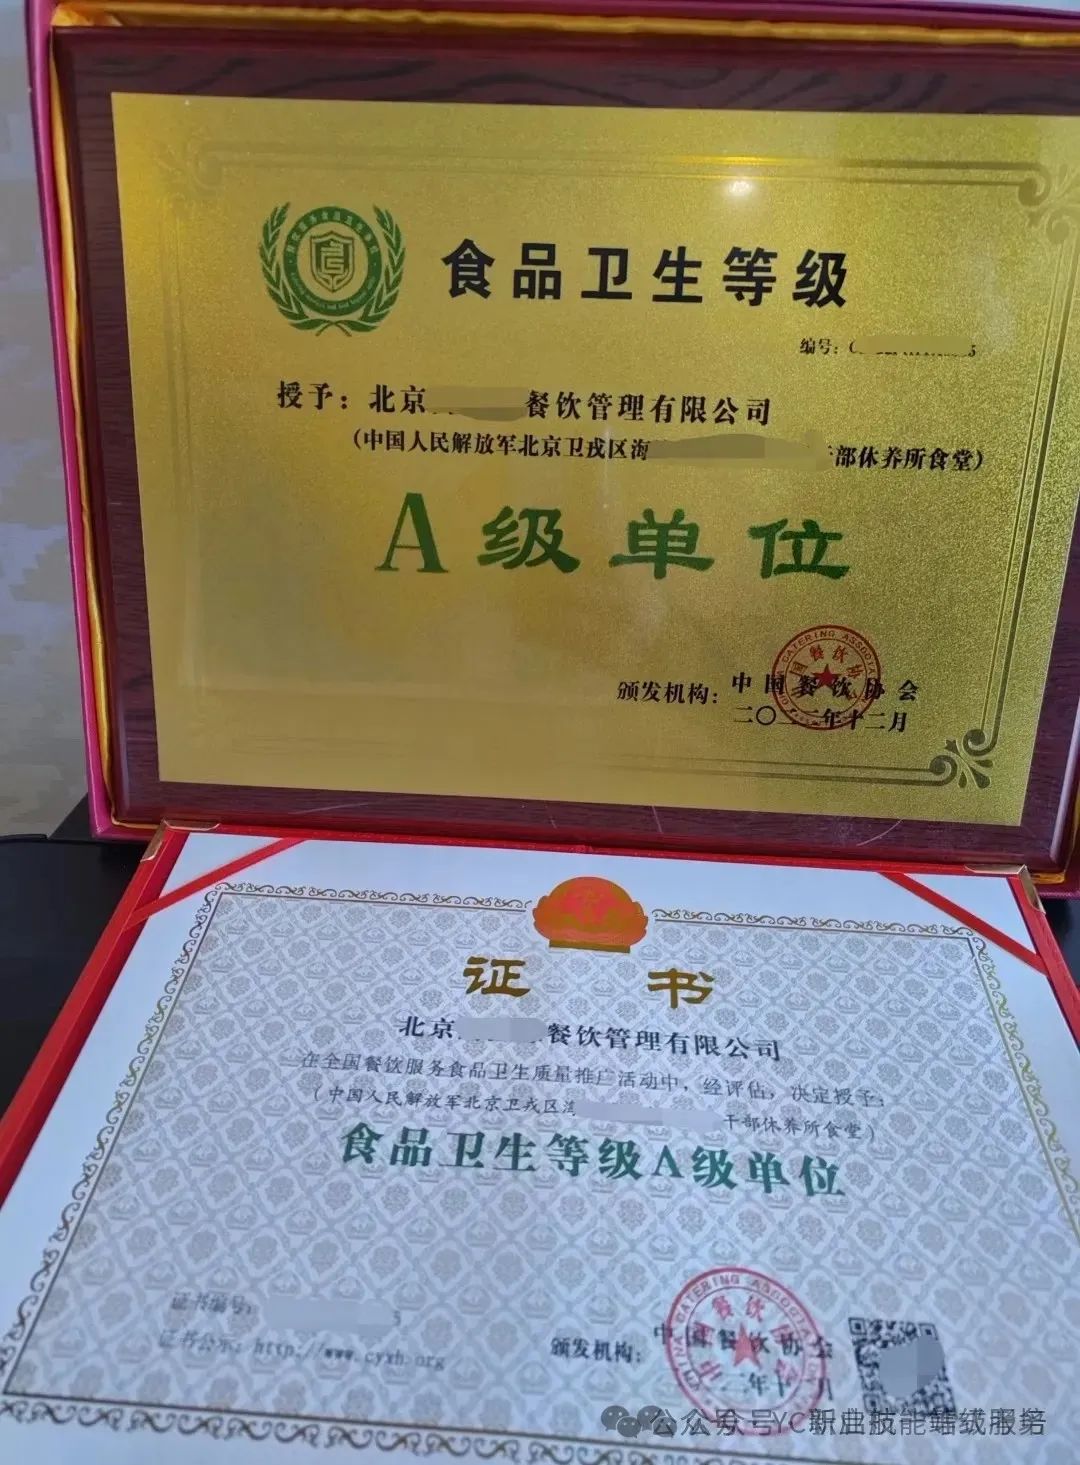 食品卫生等级
编号:
授予：北京 餐饮管理有限公司
（中国人民解放军北京卫戍区海 部休养所食堂）
A级单位
颁发机构：中国餐饮协会
二〇二二年十二月
证书
北京 餐饮管理有限公司
在全国餐饮服务食品卫生质量推广活动中，经评估，决定授予：
（中国人民解放军北京卫戍区海 干部休养所食堂）
食品卫生等级A级单位
证书编号： 5
证书公示：http://www.cyxh.org
颁发机构：中国餐饮协会
公众号